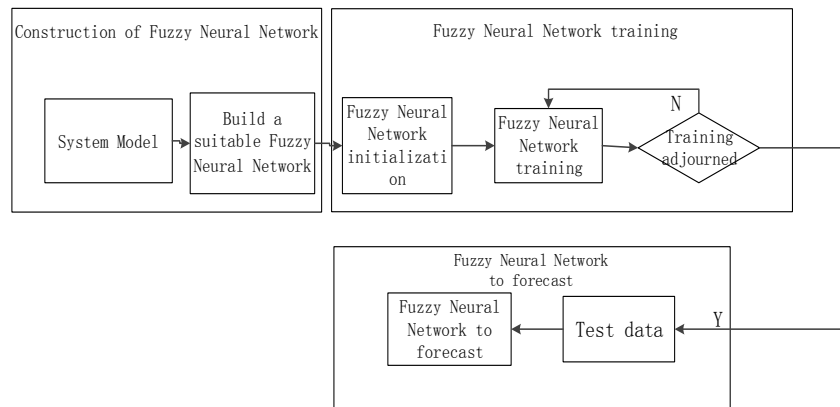 Construction of Fuzzy Neural Network
System Model
Build a
suitable Fuzzy
Neural Network
Fuzzy Neural Network training
Fuzzy Neural
Network
initializati
on
Fuzzy Neural
Network
training
N
Training
adjourned
Fuzzy Neural Network
to forecast
Y
Test data
Fuzzy Neural
Network to
forecast